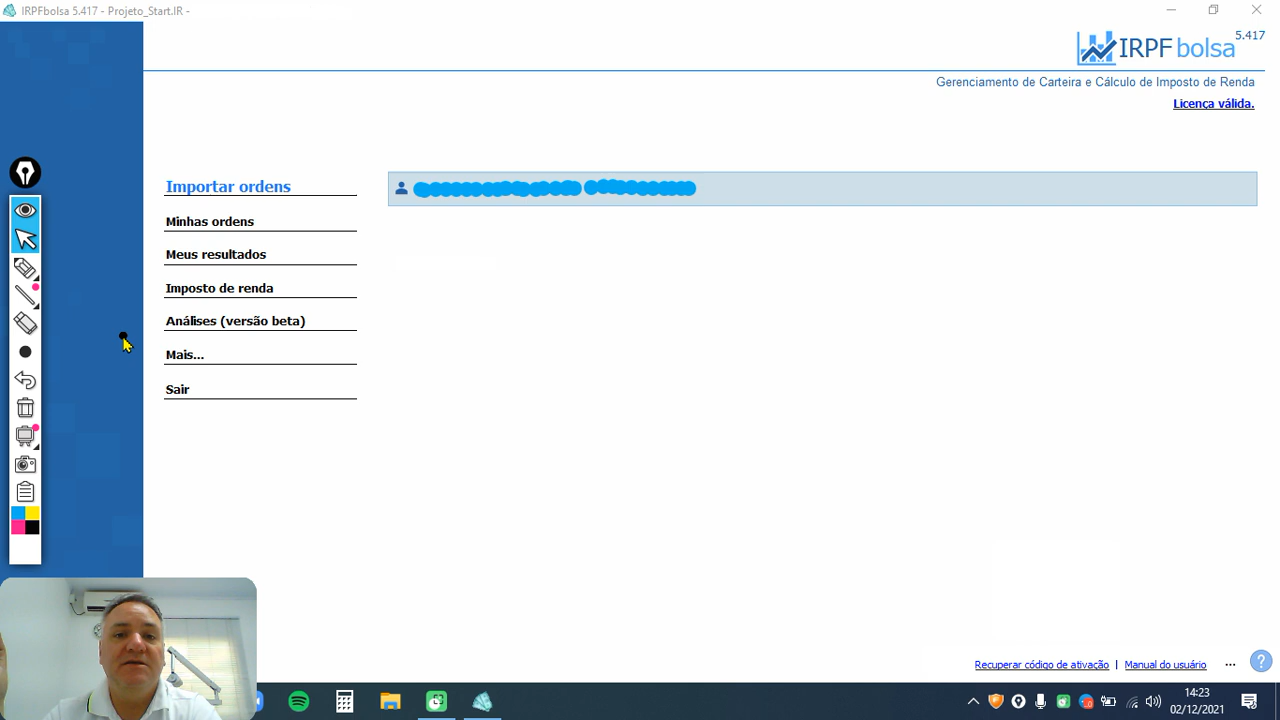 IRPFbolsa 5.417 - Projeto_Start.IR -
5.417
IRPF bolsa
Gerenciamento de Carteira e Cálculo de Imposto de Renda
Licença válida.
Importar ordens
Minhas ordens
Meus resultados
Imposto de renda
Análises (versão beta)
Mais...
Sair
Recuperar código de ativação | Manual do usuário ...
?
14:23
02/12/2021